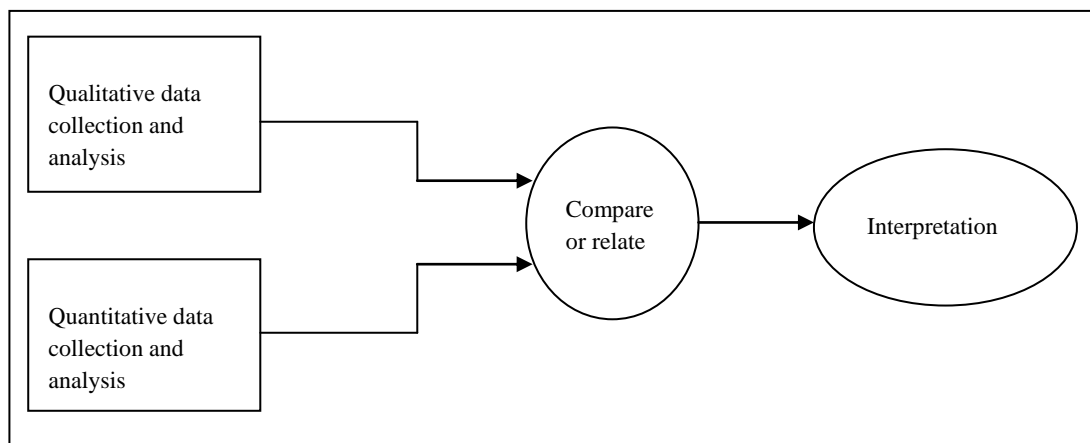 Qualitative data
collection and
analysis
Quantitative data
collection and
analysis
Compare
or relate
Interpretation